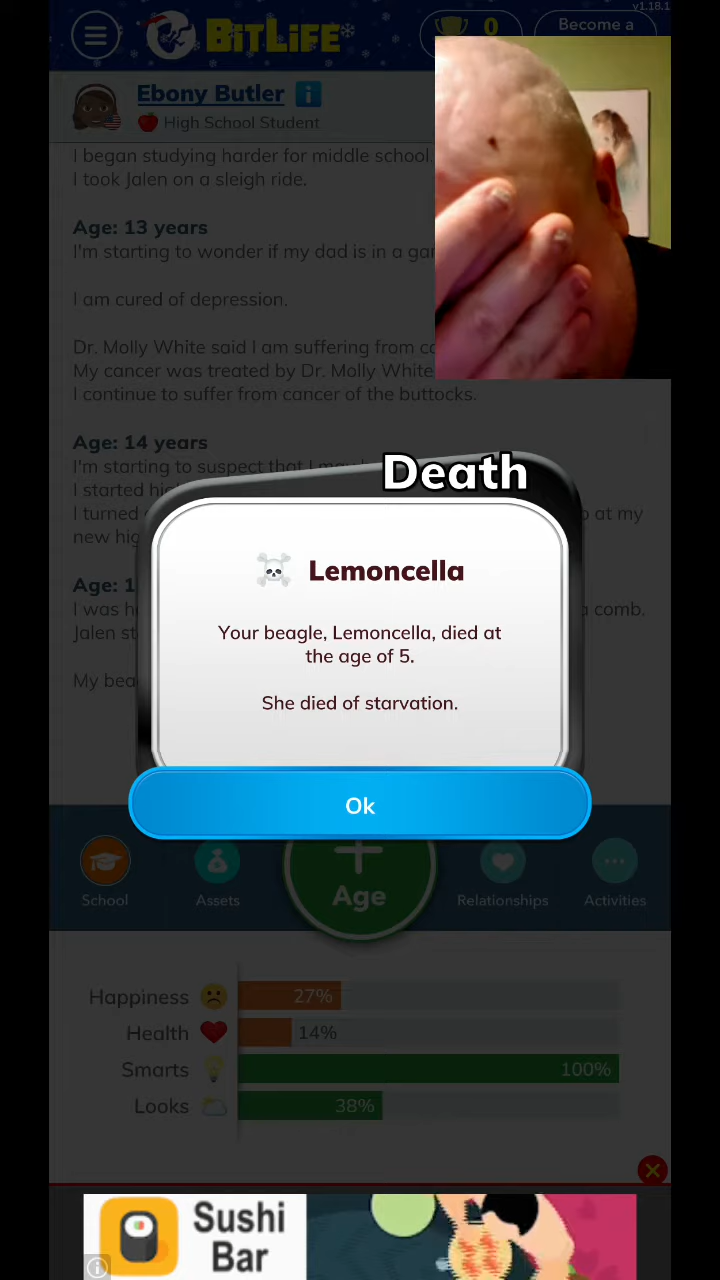 v1.18.1
BITLIFE
0
Become a
Ebony Butler
High School Student
I began studying harder for middle school.
I took Jalen on a sleigh ride.
Age: 13 years
I'm starting to wonder if my dad is in a
I am cured of depression.
Dr. Molly White said I am suffering from
My cancer was treated by Dr. Molly White
I continue to suffer from cancer of the buttocks.
Age: 14 years
I'm starting to suspect that I
I started
I turned at my
new
Death
Age:
I was a comb.
Jalen
My
Lemoncella
Your beagle, Lemoncella, died at
the age of 5.
She died of starvation.
Ok
School
Assets
Age
Relationships
Activities
Happiness 27%
Health 14%
Smarts 100%
Looks 38%
Sushi
Bar